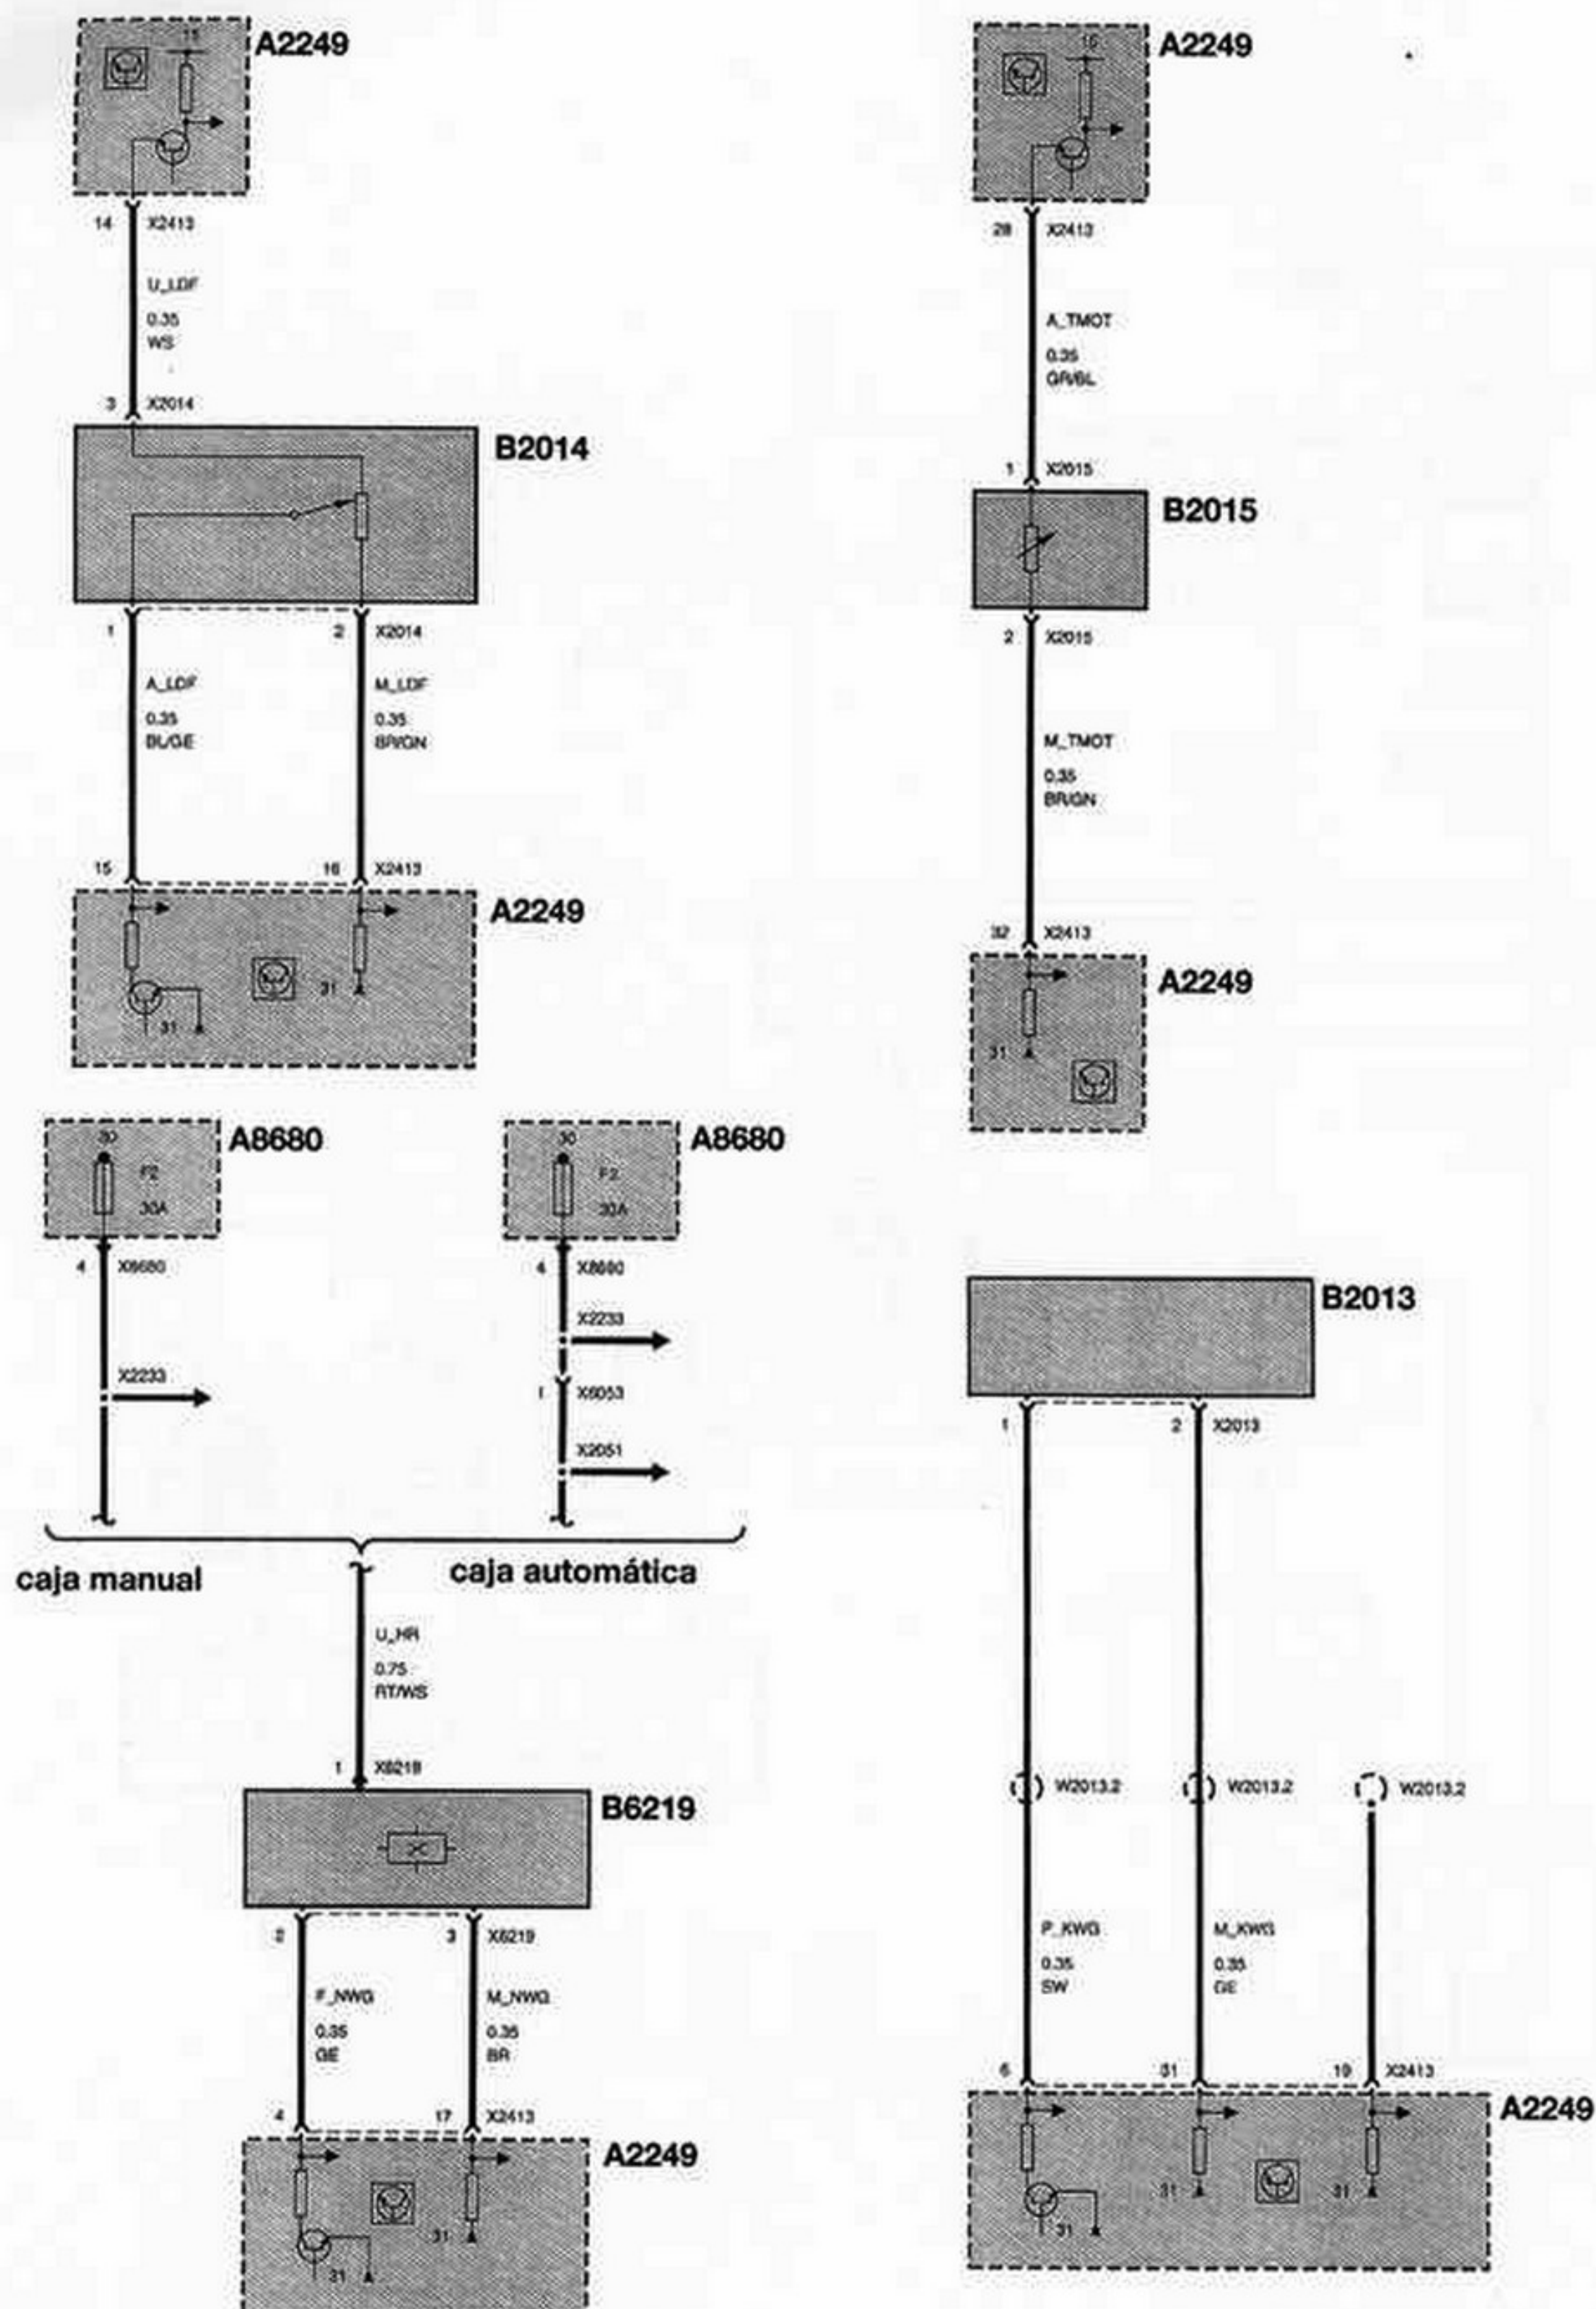 A2249
15
14 X2413
U_LDF
0.35
WS
3 X2014
B2014
1 2 X2014
A_LDF M_LDF
0.35 0.35
BL/GE BR/GN
15 16 X2413
A2249
31
31
A2249
15
28 X2413
A_TMOT
0.35
GR/BL
1 X2015
B2015
2 X2015
M_TMOT
0.35
BR/GN
32 X2413
A2249
31
A8680
30
F2
30A
4 X8680
X2233
A8680
30
F2
30A
4 X8680
X2233
1 X6053
X2051
caja manual
caja automática
U_HR
0.75
RT/WS
1 X6219
B6219
2 3 X6219
F_NWG M_NWG
0.35 0.35
GE BR
4 17 X2413
A2249
31
31
B2013
1 2 X2013
W2013.2 W2013.2 W2013.2
P_KWG M_KWG
0.35 0.35
SW GE
6 31 19 X2413
A2249
31 31
31